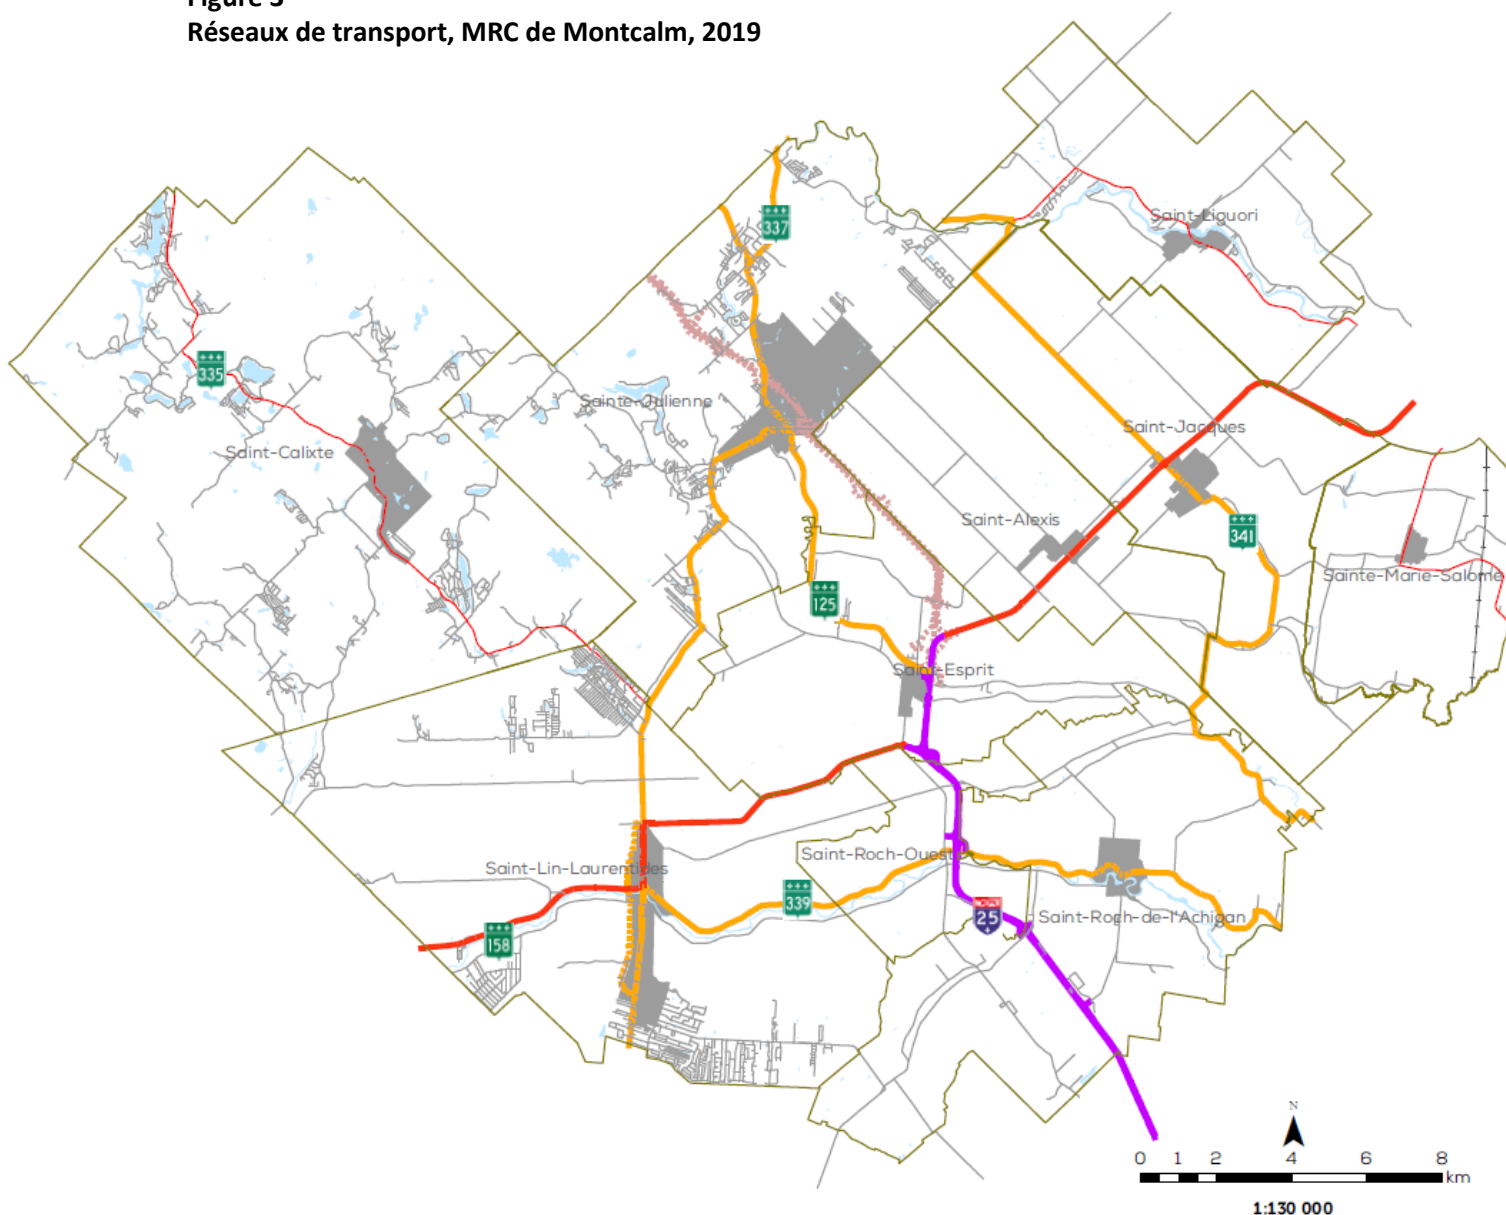 Figure 3
Réseaux de transport, MRC de Montcalm, 2019
337
Saint-Liguori
335
Sainte-Julienne
Saint-Calixte
Saint-Jacques
Saint-Alexis
341
Sainte-Marie-Salomé
125
Saint-Esprit
Saint-Roch-Ouest
Saint-Lin-Laurentides
339
25
Saint-Roch-de-l'Achigan
158
N
0 1 2 4 6 8
km
1:130 000